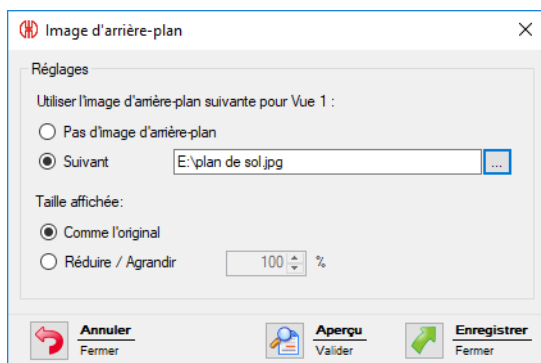 Image d'arrière-plan
Réglages
Utiliser l'image d'arrière-plan suivante pour Vue 1 :
Pas d'image d'arrière-plan
Suivant E:\plan de sol.jpg ...
Taille affichée:
Comme l'original
Réduire / Agrandir 100 %
Annuler Aperçu Enregistrer
Fermer Valider Fermer